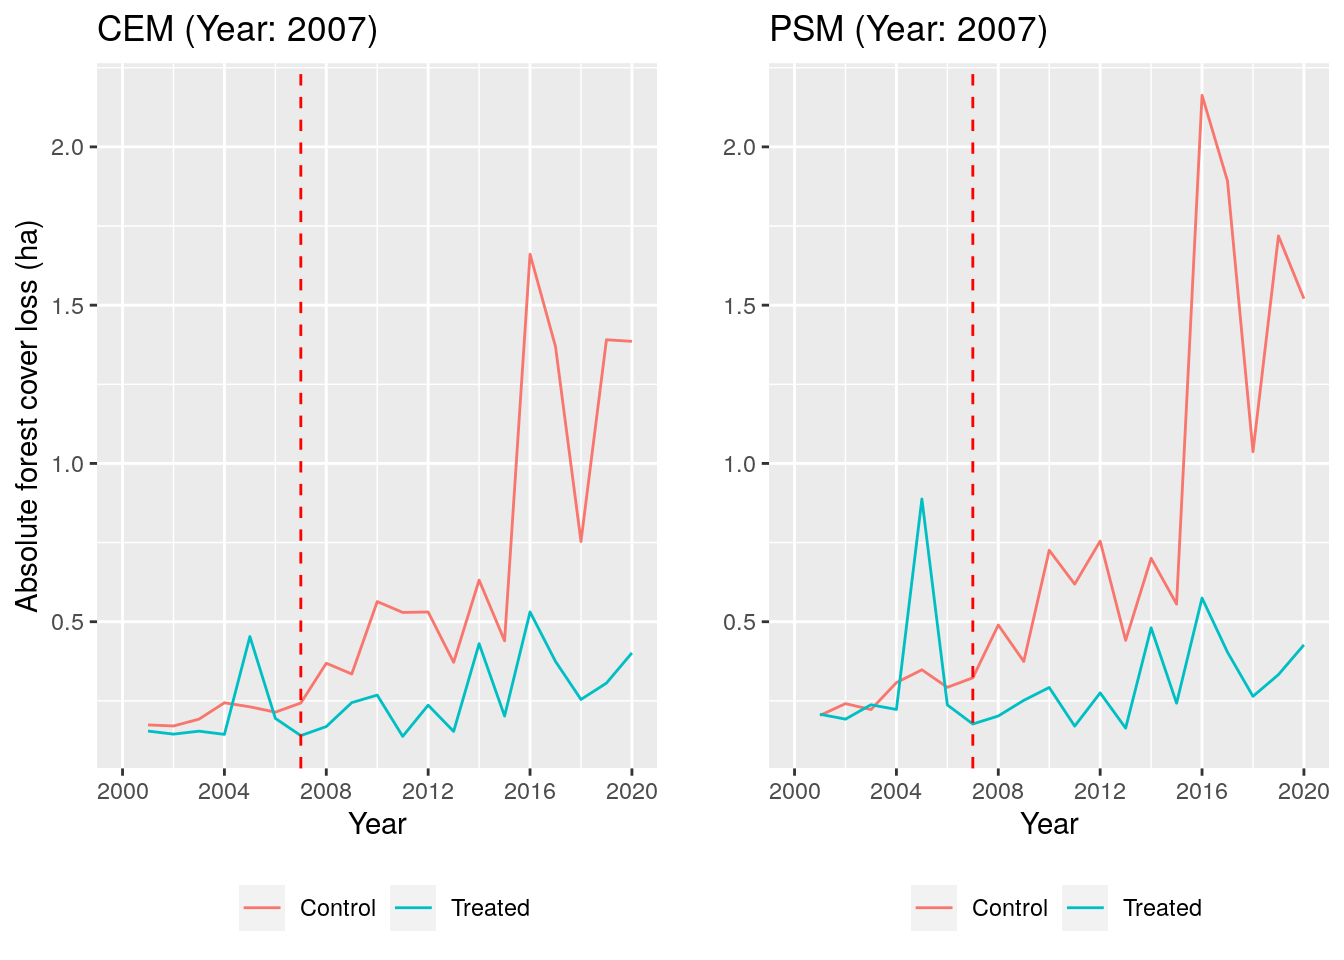 CEM (Year: 2007)
Absolute forest cover loss (ha)
2.0
1.5
1.0
0.5
2000 2004 2008 2012 2016 2020
Year
Control Treated
PSM (Year: 2007)
2.0
1.5
1.0
0.5
2000 2004 2008 2012 2016 2020
Year
Control Treated